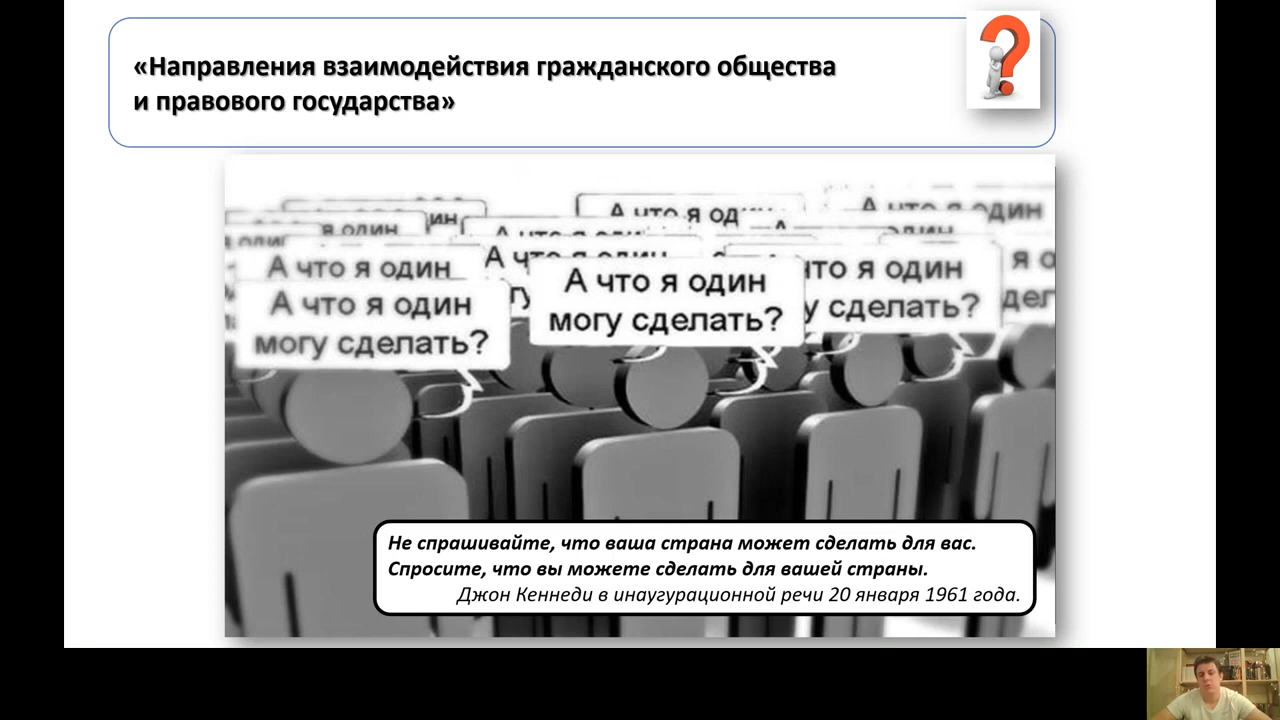 «Направления взаимодействия гражданского общества
и правового государства»
А что я од
А что я один
один
я один
А что я один
А что я один
могу сделать?
А что я один
могу сделать?
что я один
у сделать?
Не спрашивайте, что ваша страна может сделать для вас.
Спросите, что вы можете сделать для вашей страны.
Джон Кеннеди в инаугурационной речи 20 января 1961 года.